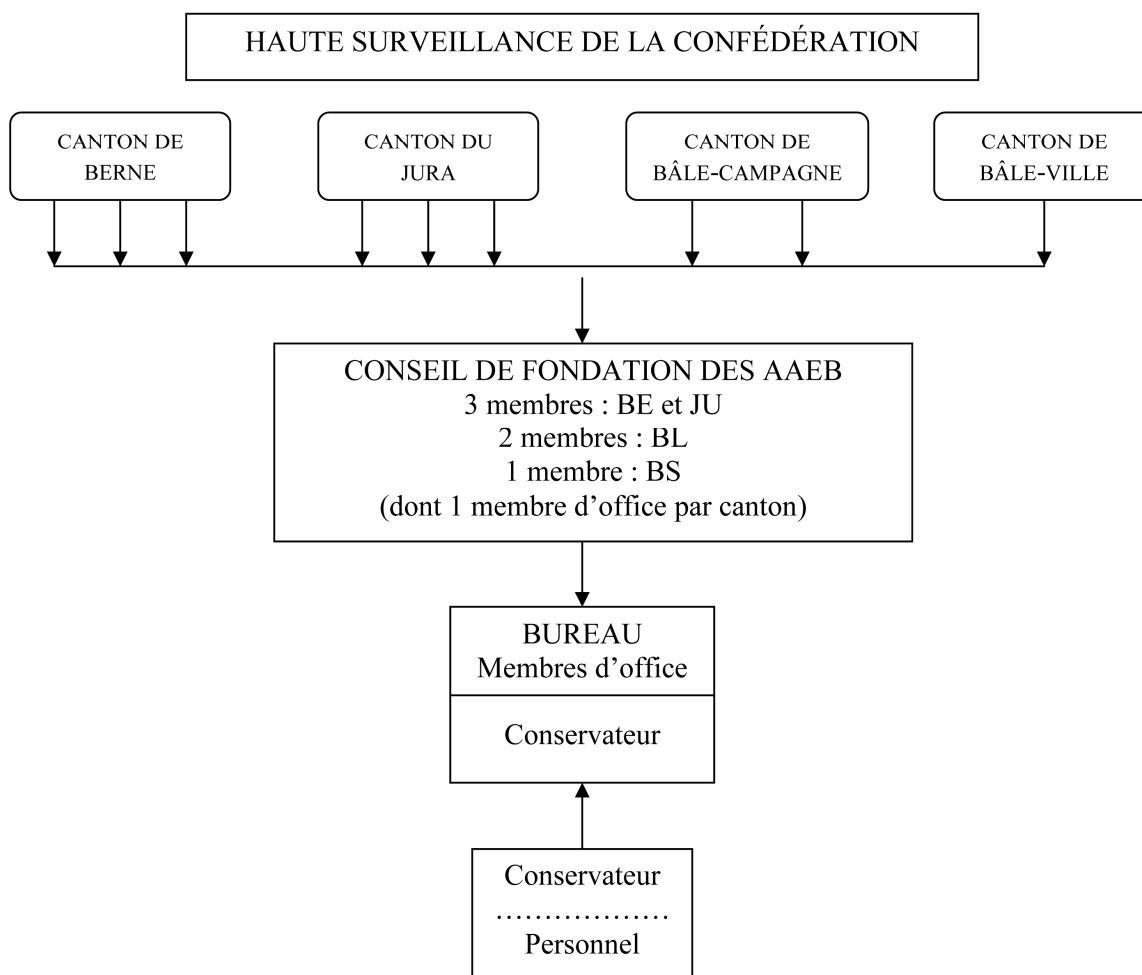 HAUTE SURVEILLANCE DE LA CONFÉDÉRATION
CANTON DE
BERNE
CANTON DU
JURA
CANTON DE
BÂLE-CAMPAGNE
CANTON DE
BÂLE-VILLE
CONSEIL DE FONDATION DES AAEB
3 membres : BE et JU
2 membres : BL
1 membre : BS
(dont 1 membre d’office par canton)
BUREAU
Membres d’office
Conservateur
Conservateur
………………
Personnel